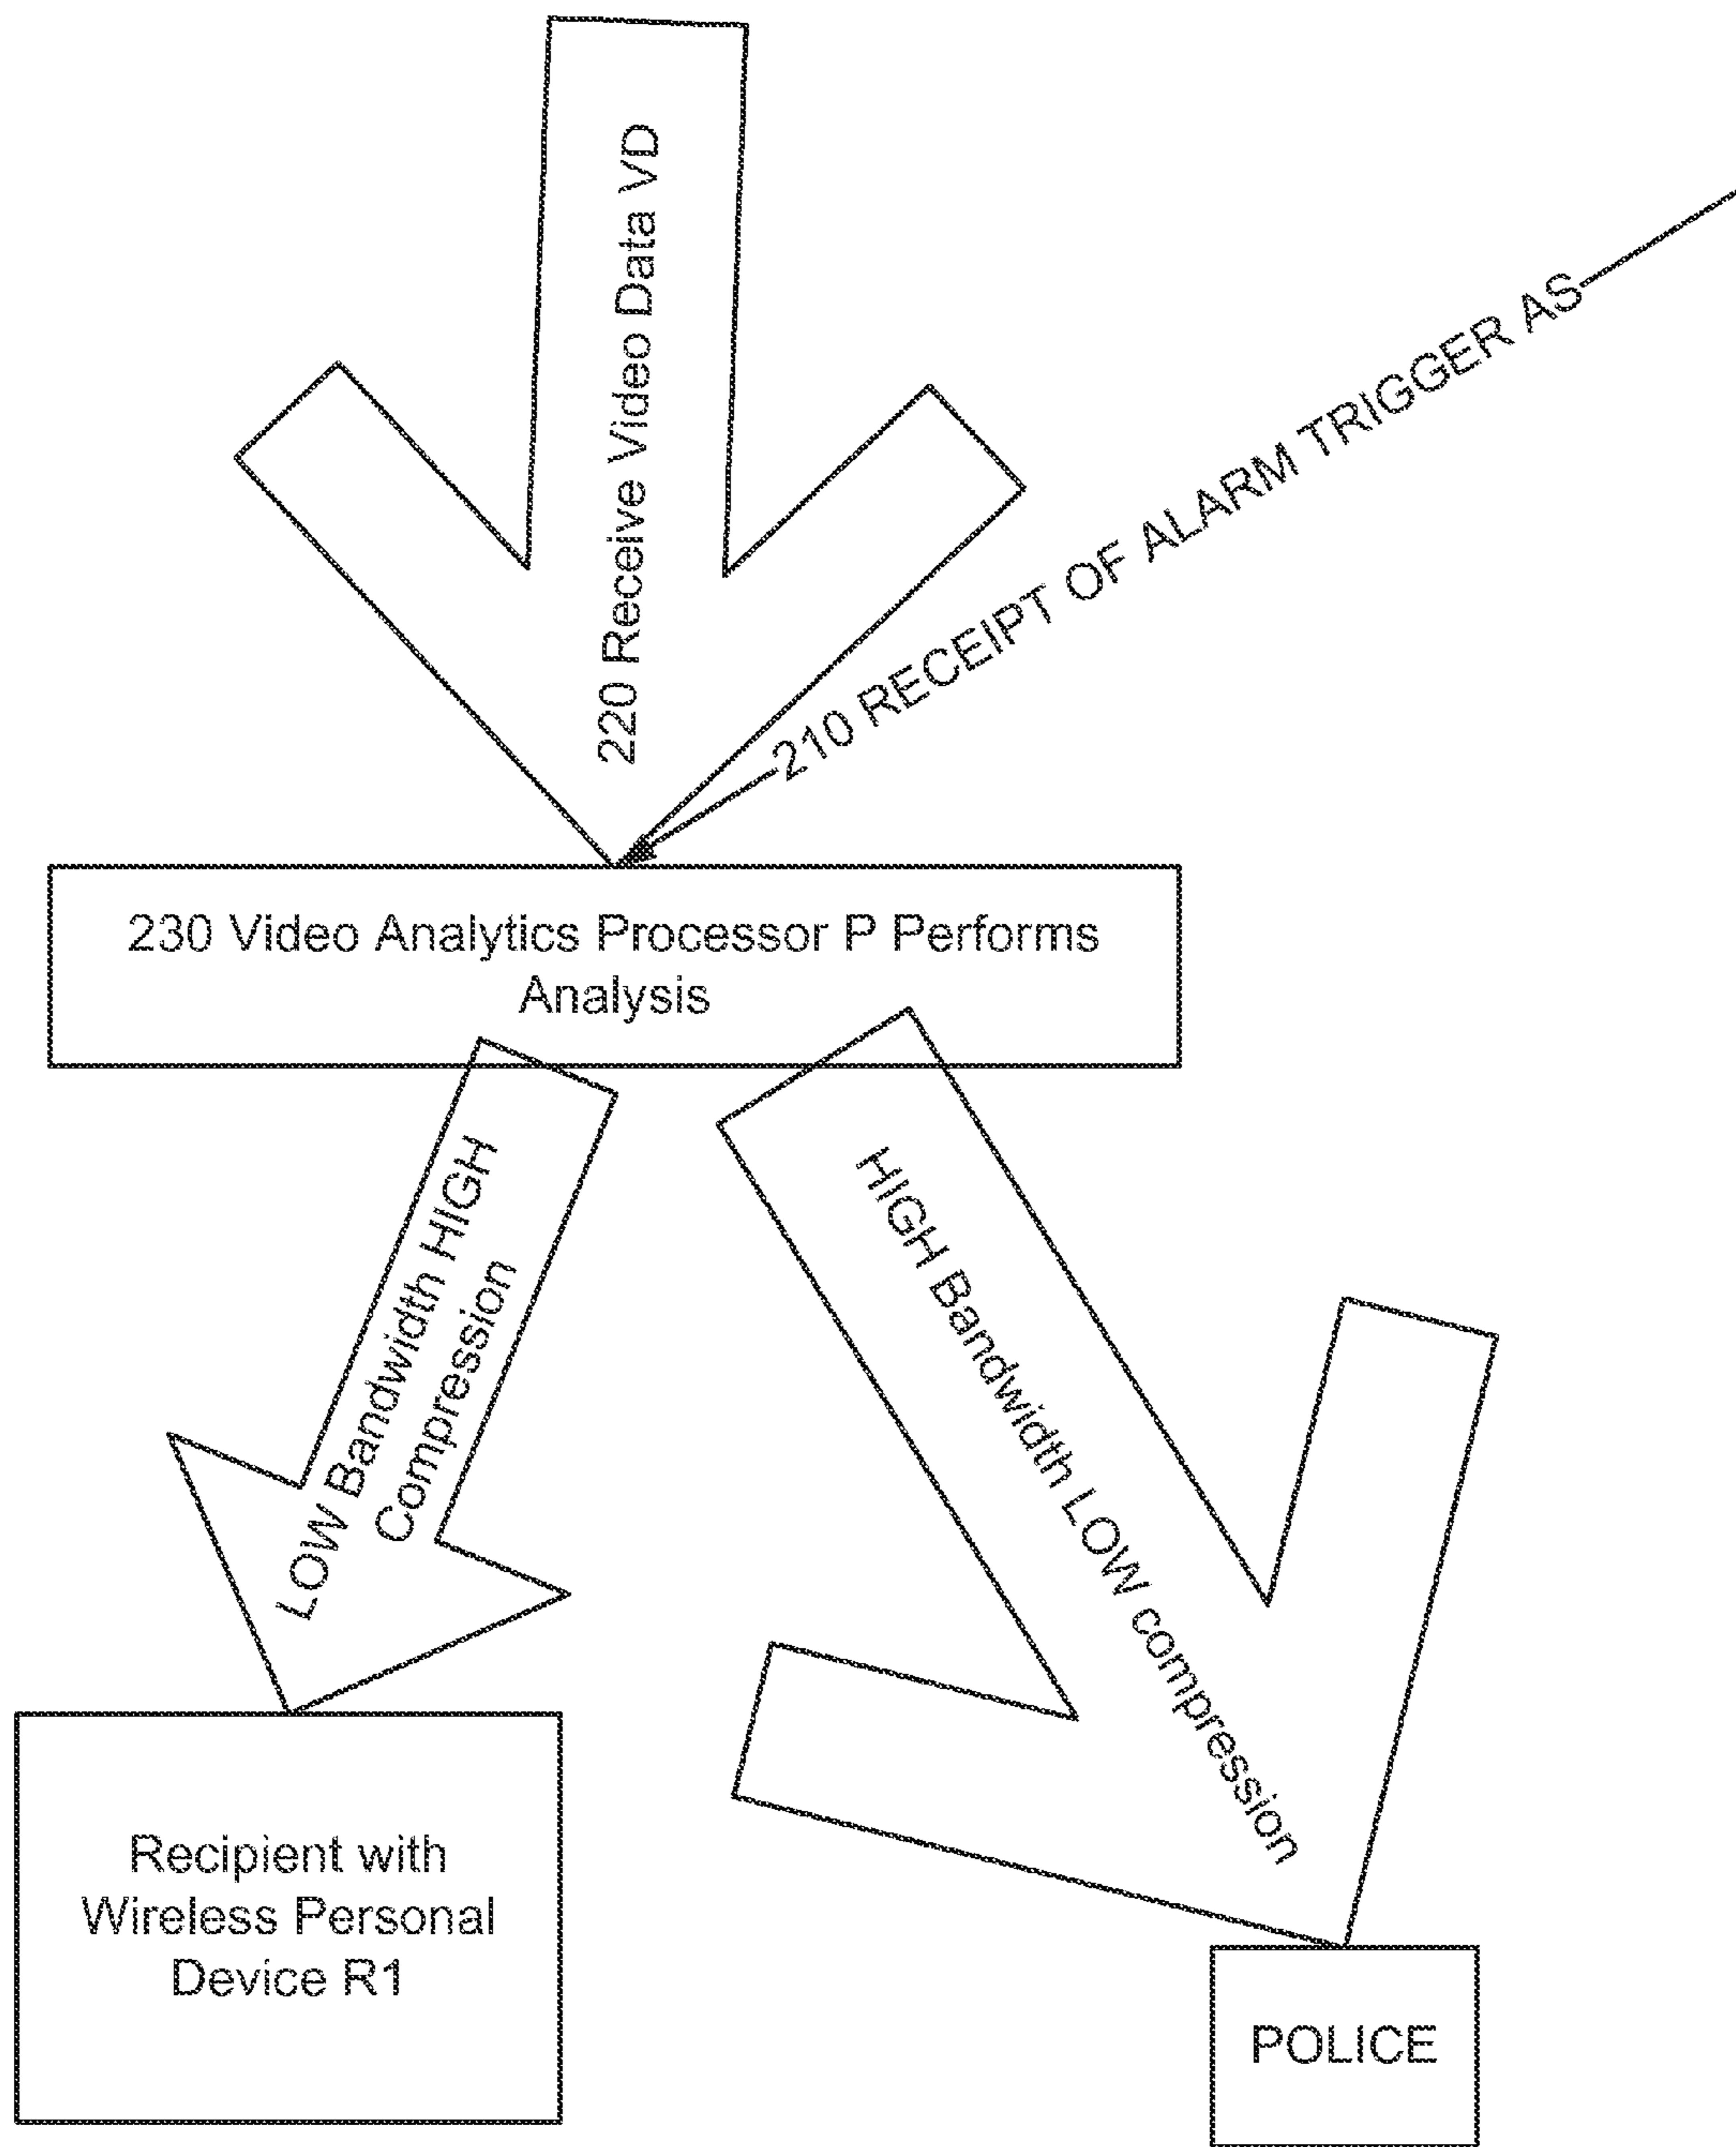 220 Receive Video Data VD
210 RECEIPT OF ALARM TRIGGER AS
230 Video Analytics Processor P Performs
Analysis
LOW Bandwidth HIGH
Compression
HIGH Bandwidth LOW compression
Recipient with
Wireless Personal
Device R1
POLICE